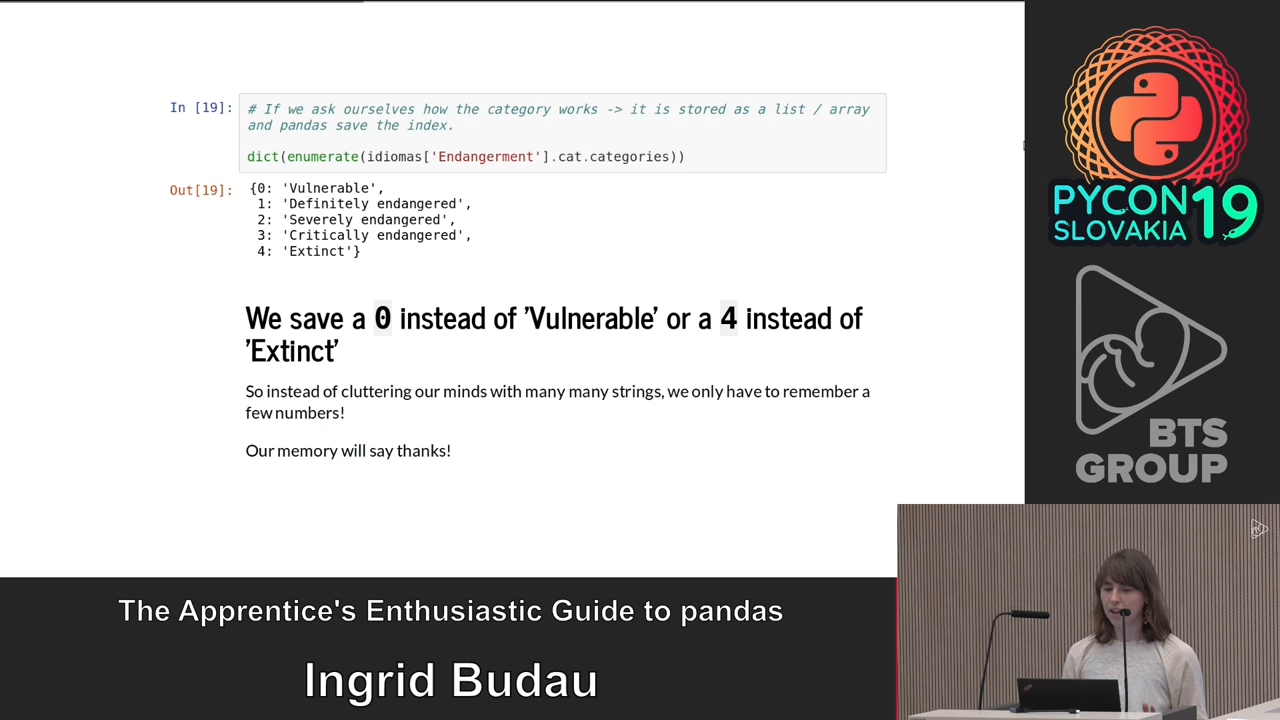 In [19]:
# If we ask ourselves how the category works -> it is stored as a list / array
and pandas save the index.
dict(enumerate(idiomas['Endangerment'].cat.categories))
Out[19]:
{0: 'Vulnerable',
1: 'Definitely endangered',
2: 'Severely endangered',
3: 'Critically endangered',
4: 'Extinct'}
We save a 0 instead of 'Vulnerable' or a 4 instead of
'Extinct'
So instead of cluttering our minds with many many strings, we only have to remember a
few numbers!
Our memory will say thanks!
PYCON 19
SLOVAKIA
BTS
GROUP
The Apprentice's Enthusiastic Guide to pandas
Ingrid Budau